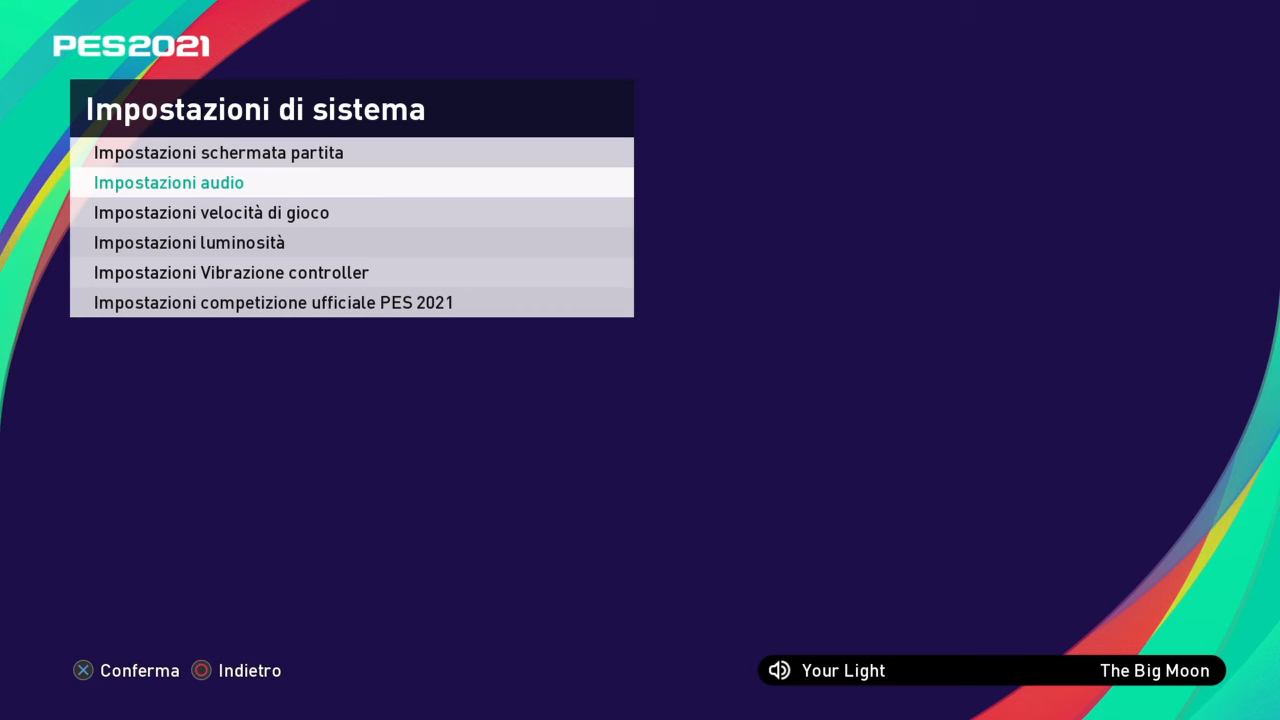 PES2021
Impostazioni di sistema
Impostazioni schermata partita
Impostazioni audio
Impostazioni velocità di gioco
Impostazioni luminosità
Impostazioni Vibrazione controller
Impostazioni competizione ufficiale PES 2021
Conferma Indietro
Your Light The Big Moon